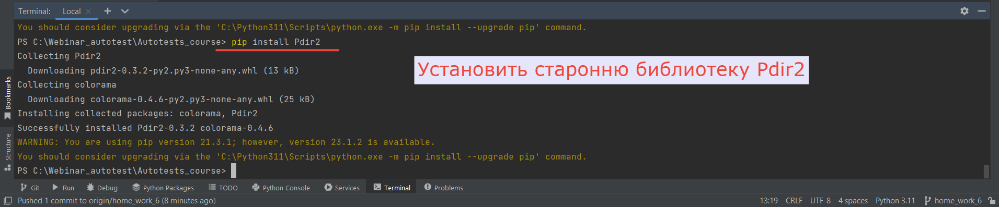 Terminal: Local
You should consider upgrading via the 'C:\Python311\Scripts\python.exe -m pip install --upgrade pip' command.
PS C:\Webinar_autotest\Autotests_course> pip install Pdir2
Collecting Pdir2
Downloading pdir2-0.3.2-py2.py3-none-any.whl (13 kB)
Установить старонню библиотеку Pdir2
Collecting colorama
Downloading colorama-0.4.6-py2.py3-none-any.whl (25 kB)
Installing collected packages: colorama, Pdir2
Successfully installed Pdir2-0.3.2 colorama-0.4.6
WARNING: You are using pip version 21.3.1; however, version 23.1.2 is available.
You should consider upgrading via the 'C:\Python311\Scripts\python.exe -m pip install --upgrade pip' command.
PS C:\Webinar_autotest\Autotests_course>
Bookmarks
Structure
Git Run Debug Python Packages TODO Python Console Services Terminal Problems
Pushed 1 commit to origin/home_work_6 (8 minutes ago) 13:19 CRLF UTF-8 4 spaces Python 3.11 home_work_6